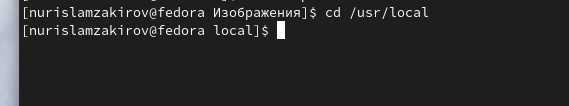 [nurislamzakirov@fedora Изображения]$ cd /usr/local
[nurislamzakirov@fedora local]$